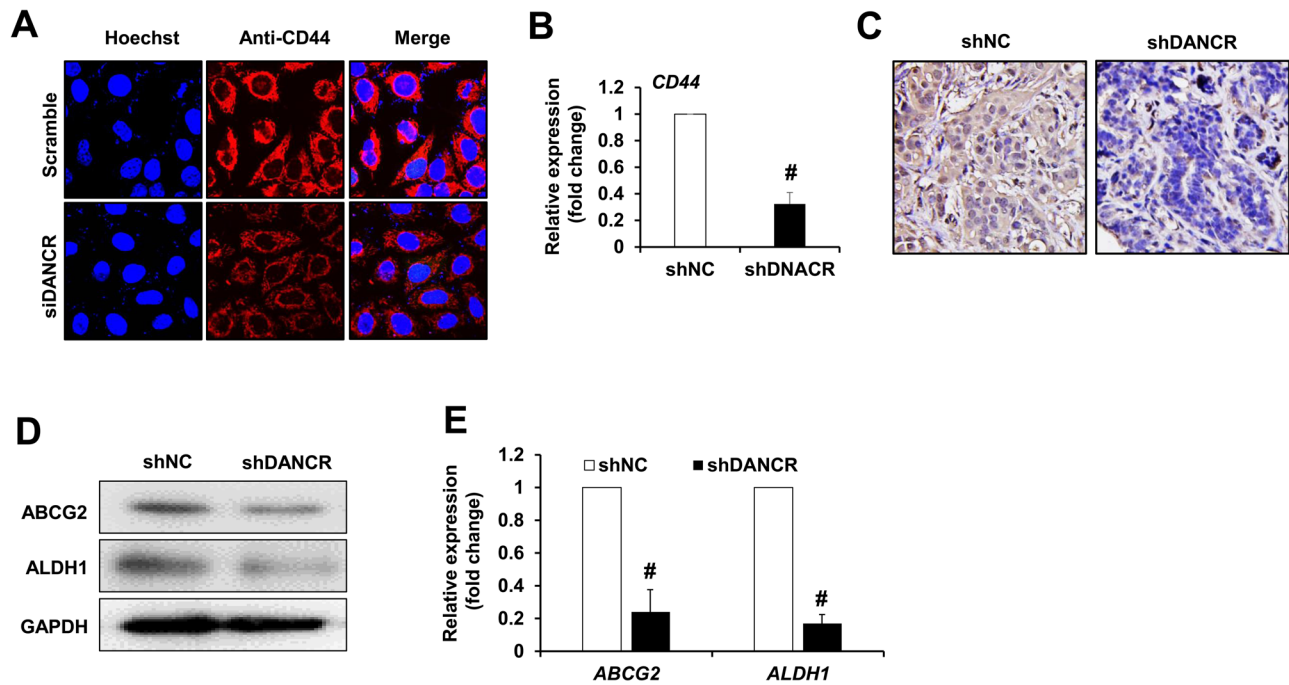 A
Hoechst
Anti-CD44
Merge
Scramble
siDANCR
B
Relative expression
(fold change)
CD44
1.2
1
0.8
0.6
0.4
0.2
0
#
shNC
shDNACR
C
shNC
shDANCR
D
shNC
shDANCR
ABCG2
ALDH1
GAPDH
E
Relative expression
(fold change)
1.2
1
0.8
0.6
0.4
0.2
0
shNC
shDANCR
#
#
ABCG2
ALDH1